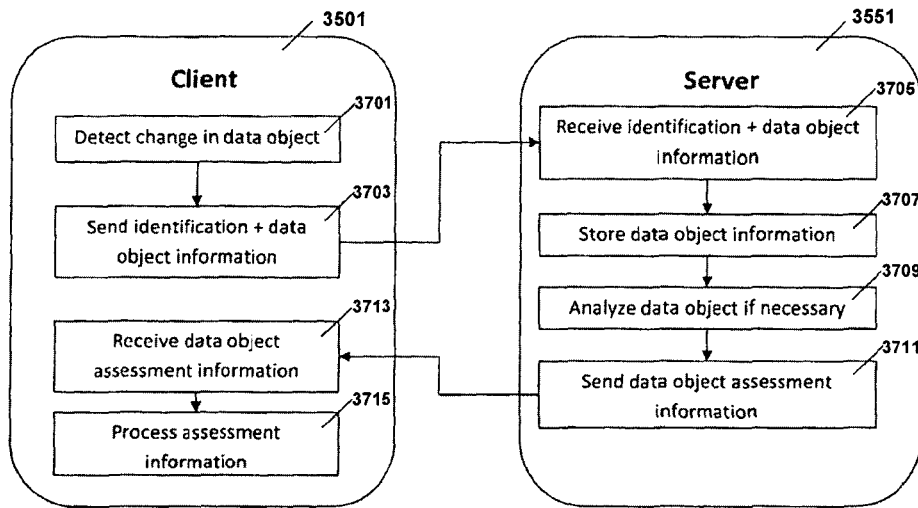 3501
Client
3701
Detect change in data object
3703
Send identification + data
object information
3713
Receive data object
assessment information
3715
Process assessment
information
3551
Server
3705
Receive identification + data object
information
3707
Store data object information
3709
Analyze data object if necessary
3711
Send data object assessment
information